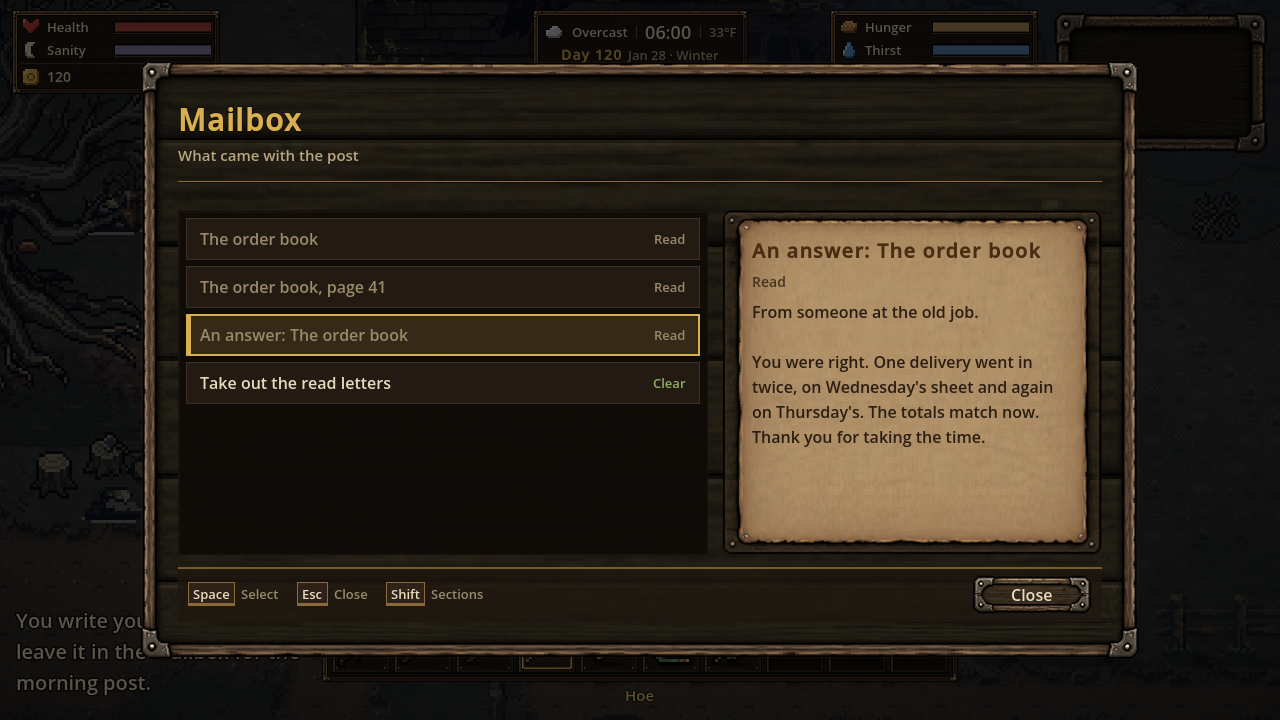 Health
Sanity
120
Overcast
06:00
33°F
Day 120 Jan 28 · Winter
Hunger
Thirst
Mailbox
What came with the post
The order book Read
The order book, page 41 Read
An answer: The order book Read
Take out the read letters Clear
An answer: The order book
Read
From someone at the old job.
You were right. One delivery went in
twice, on Wednesday's sheet and again
on Thursday's. The totals match now.
Thank you for taking the time.
Space Select Esc Close Shift Sections
Close
You write
leave it in the
morning post.
Hoe